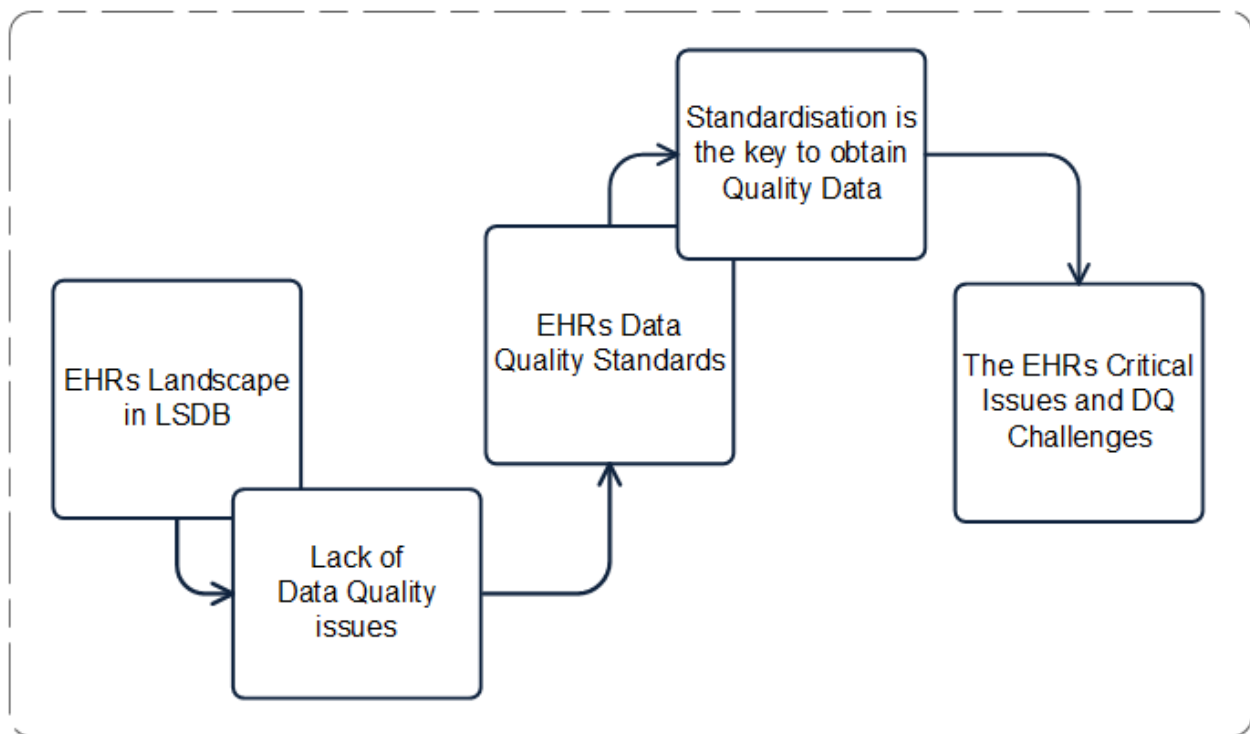 EHRs Landscape
in LSDB
Lack of
Data Quality
issues
EHRs Data
Quality Standards
Standardisation is
the key to obtain
Quality Data
The EHRs Critical
Issues and DQ
Challenges